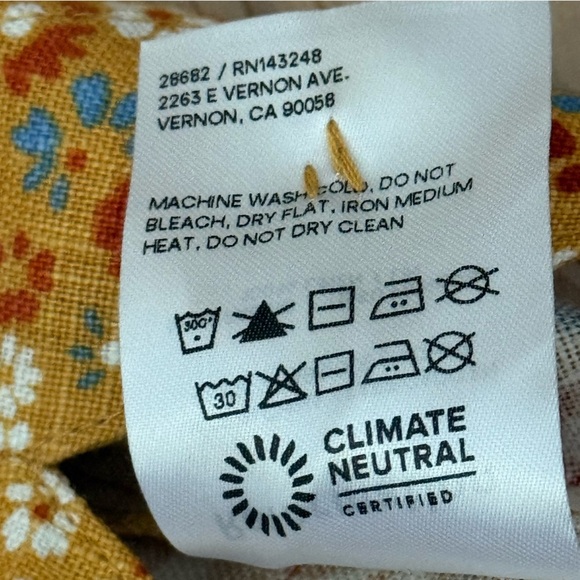 28682 / RN143248
2263 E VERNON AVE.
VERNON, CA 90058
MACHINE WASH COLD, DO NOT
BLEACH, DRY FLAT, IRON MEDIUM
HEAT, DO NOT DRY CLEAN
30C°
30
CLIMATE
NEUTRAL
CERTIFIED